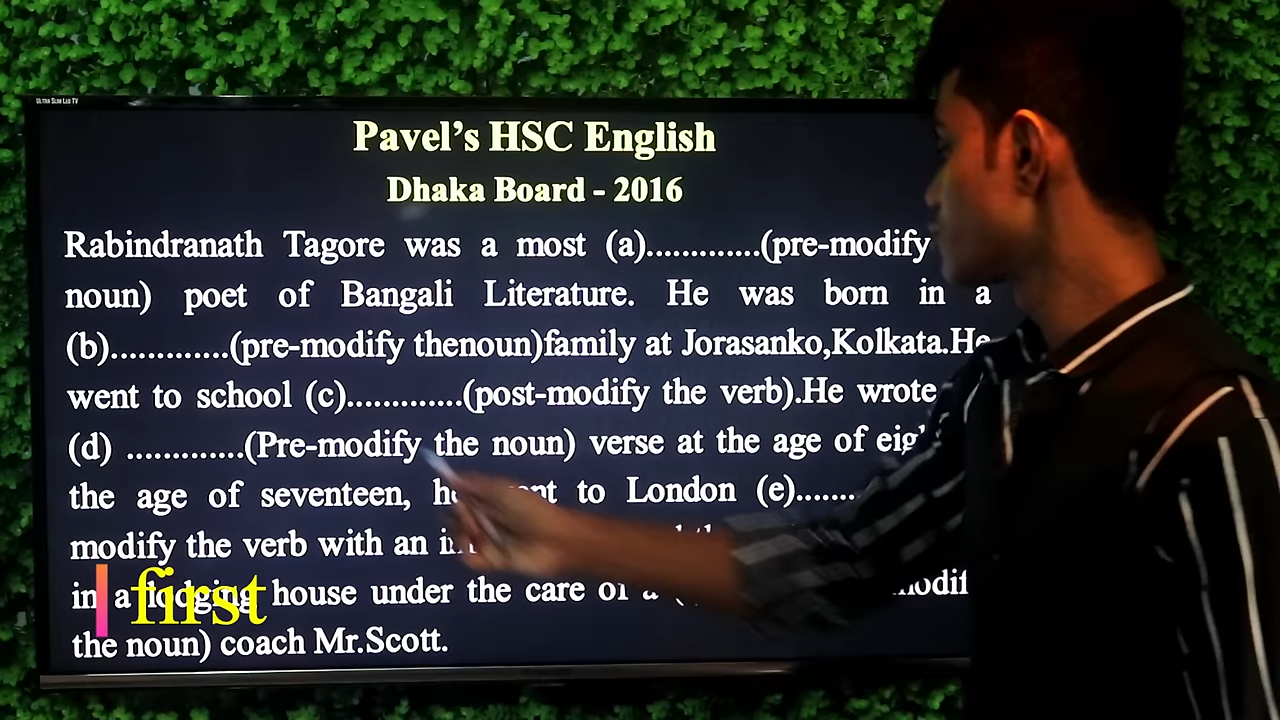 ULTRA SLIM LED TV
Pavel's HSC English
Dhaka Board - 2016
Rabindranath Tagore was a most (a).............(pre-modify
noun) poet of Bangali Literature. He was born in a
(b).............(pre-modify thenoun)family at Jorasanko,Kolkata.He
went to school (c).............(post-modify the verb).He wrote
(d) .............(Pre-modify the noun) verse at the age of
the age of seventeen, to London (e).......
modify the verb with an
in a lodging house under the care of a
the noun) coach Mr.Scott.
first